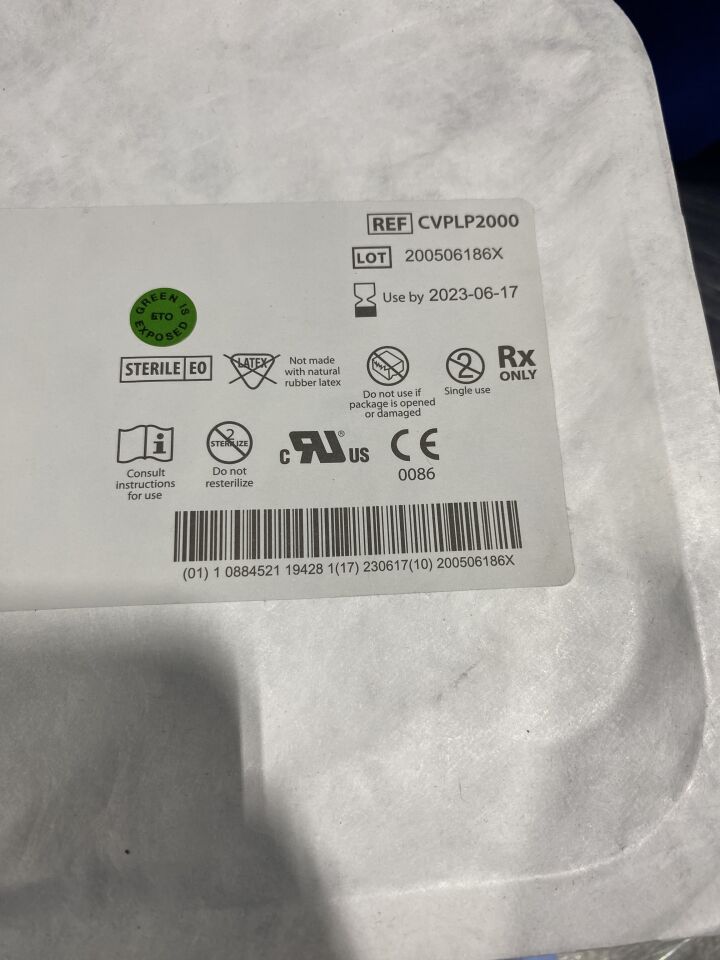 REF CVPLP2000
LOT 200506186X
Use by 2023-06-17
GREEN IS
ETO
EXPOSED
STERILE EO
LATEX
Not made
with natural
rubber latex
Do not use if
package is opened
or damaged
2
Single use
Rx
ONLY
i
Consult
instructions
for use
2
STERILIZE
Do not
resterilize
c RU® US
CE
0086
(01) 1 0884521 19428 1(17) 230617(10) 200506186X